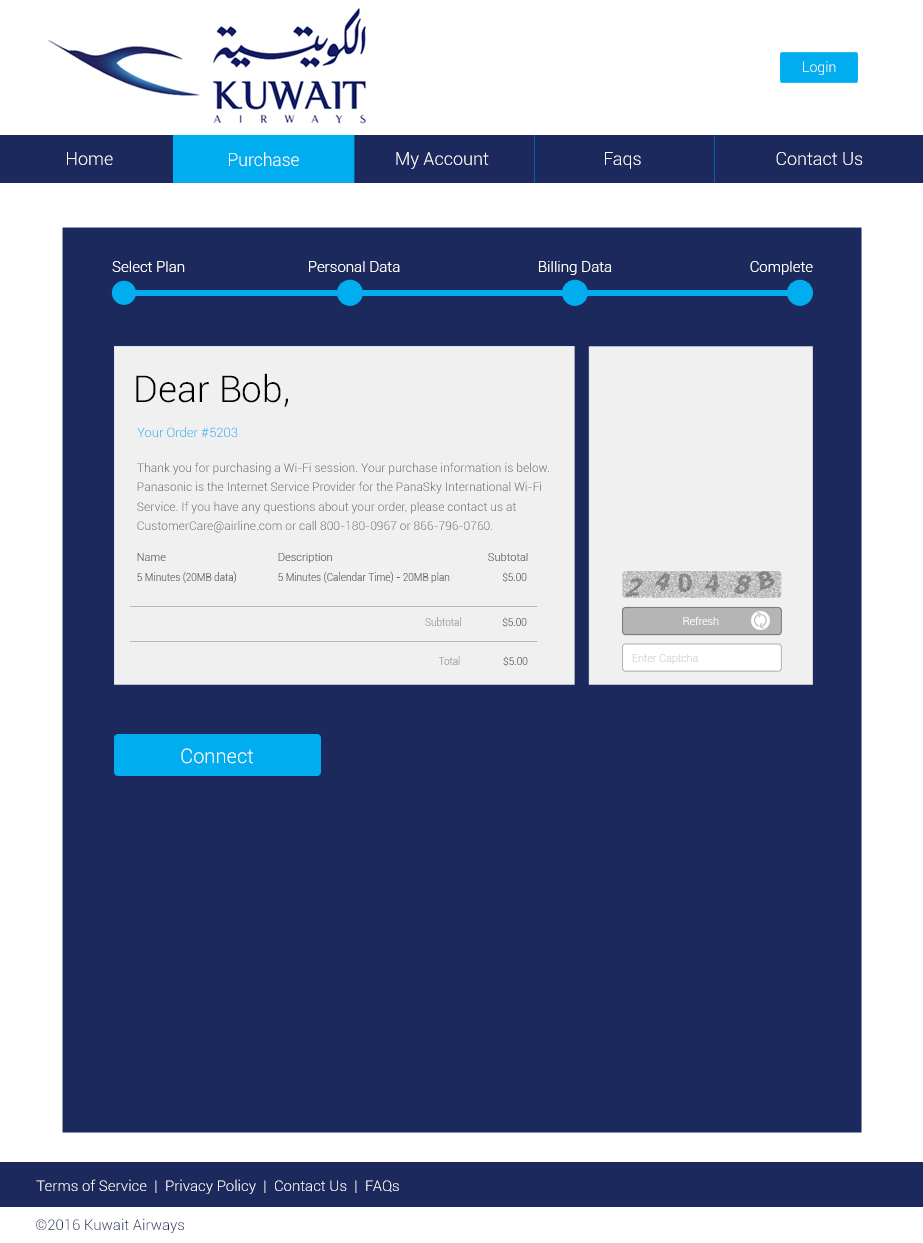 الكويتية
KUWAIT
AIRWAYS
Login
Home Purchase My Account Faqs Contact Us
Select Plan Personal Data Billing Data Complete
Dear Bob,
Your Order #5203
Thank you for purchasing a Wi-Fi session. Your purchase information is below.
Panasonic is the Internet Service Provider for the PanaSky International Wi-Fi
Service. If you have any questions about your order, please contact us at
CustomerCare@airline.com or call 800-180-0967 or 866-796-0760.
Name Description Subtotal
5 Minutes (20MB data) 5 Minutes (Calendar Time) - 20MB plan $5.00
Subtotal $5.00
Total $5.00
24048B
Refresh
Enter Captcha
Connect
Terms of Service | Privacy Policy | Contact Us | FAQs
©2016 Kuwait Airways